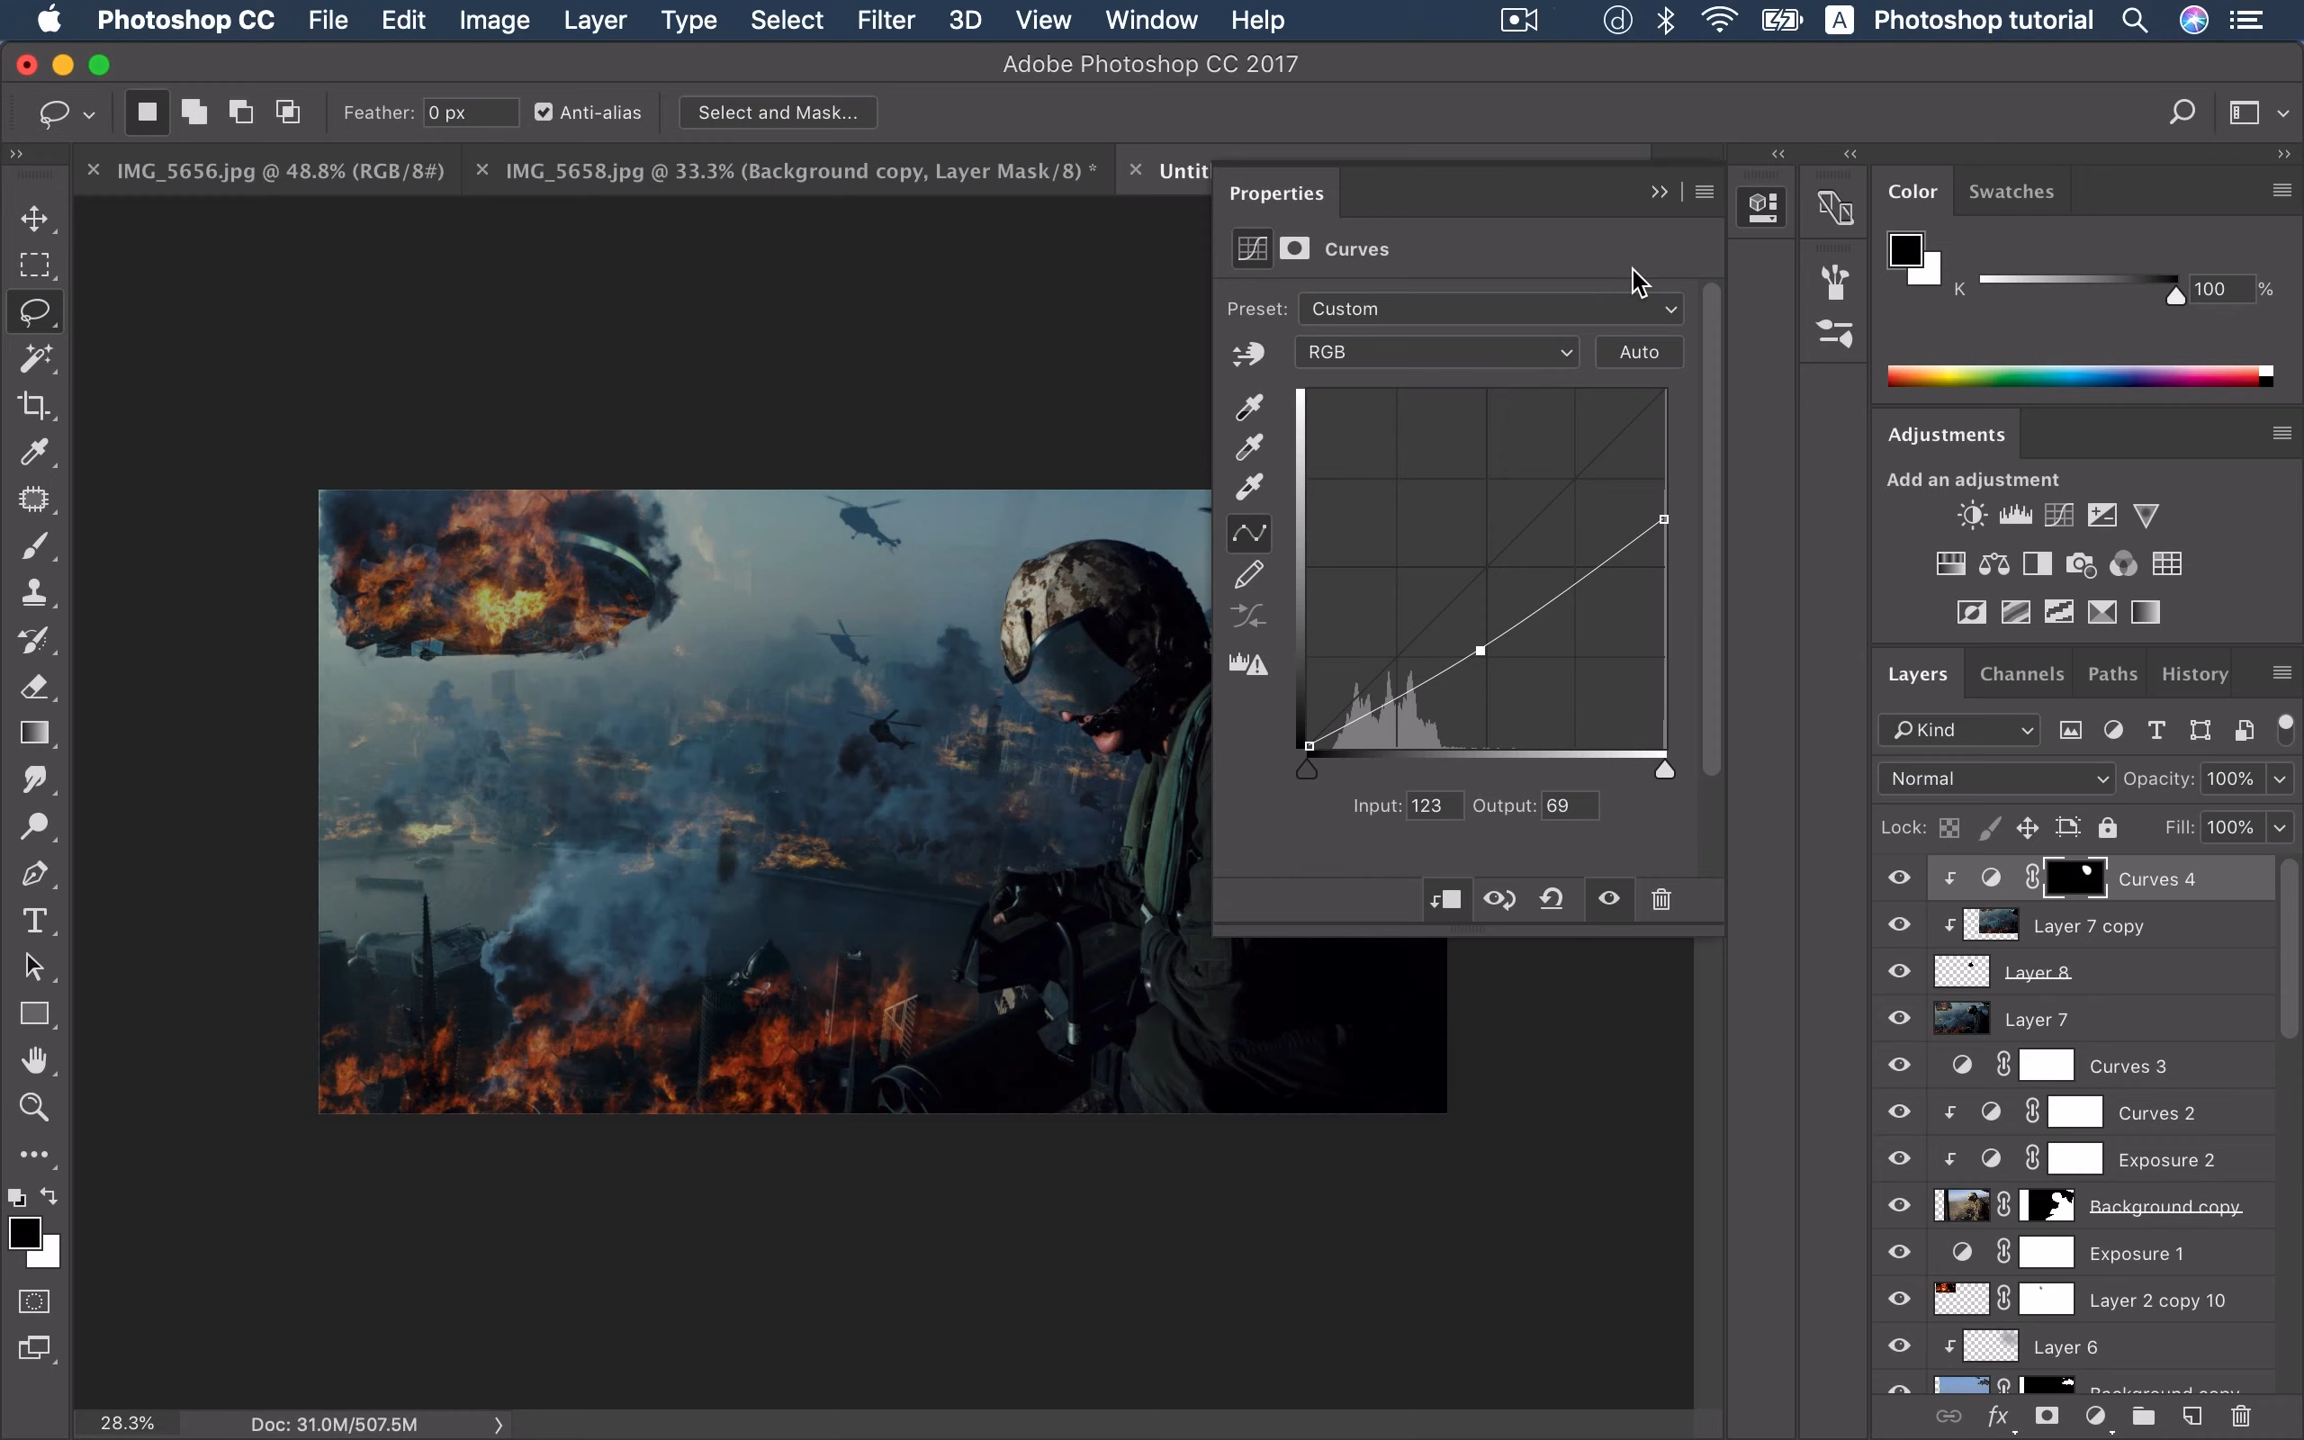 Photoshop CC File Edit Image Layer Type Select Filter 3D View Window Help A Photoshop tutorial
Adobe Photoshop CC 2017
Feather: 0 px Anti-alias Select and Mask...
IMG_5656.jpg @ 48.8% (RGB/8#) IMG_5658.jpg @ 33.3% (Background copy, Layer Mask/8) * Untit
Properties
Curves
Preset: Custom
RGB Auto
Input: 123 Output: 69
Color Swatches
K 100 %
Adjustments
Add an adjustment
Layers Channels Paths History
Kind
Normal Opacity: 100%
Lock: Fill: 100%
Curves 4
Layer 7 copy
Layer 8
Layer 7
Curves 3
Curves 2
Exposure 2
Background copy
Exposure 1
Layer 2 copy 10
Layer 6
Background copy
fx
28.3% Doc: 31.0M/507.5M